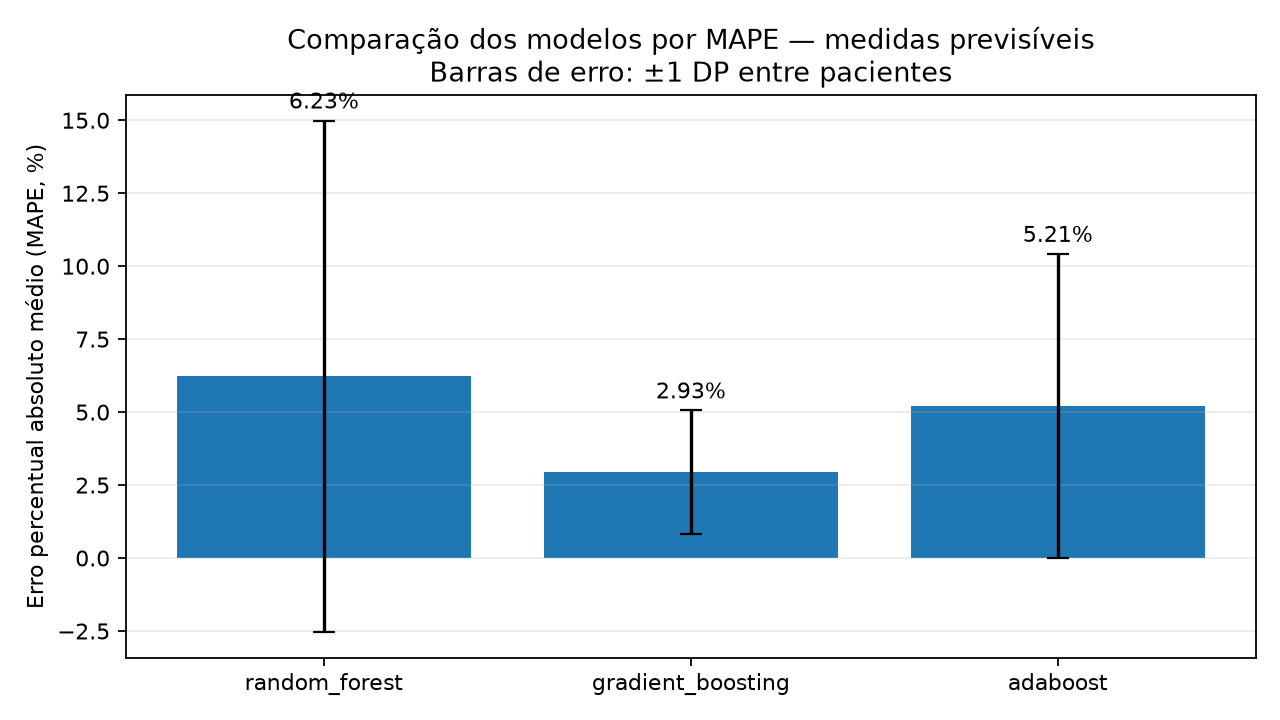 Comparação dos modelos por MAPE — medidas previsíveis
Barras de erro: ±1 DP entre pacientes
Erro percentual absoluto médio (MAPE, %)
15.0
12.5
10.0
7.5
5.0
2.5
0.0
−2.5
6.23%
2.93%
5.21%
random_forest
gradient_boosting
adaboost